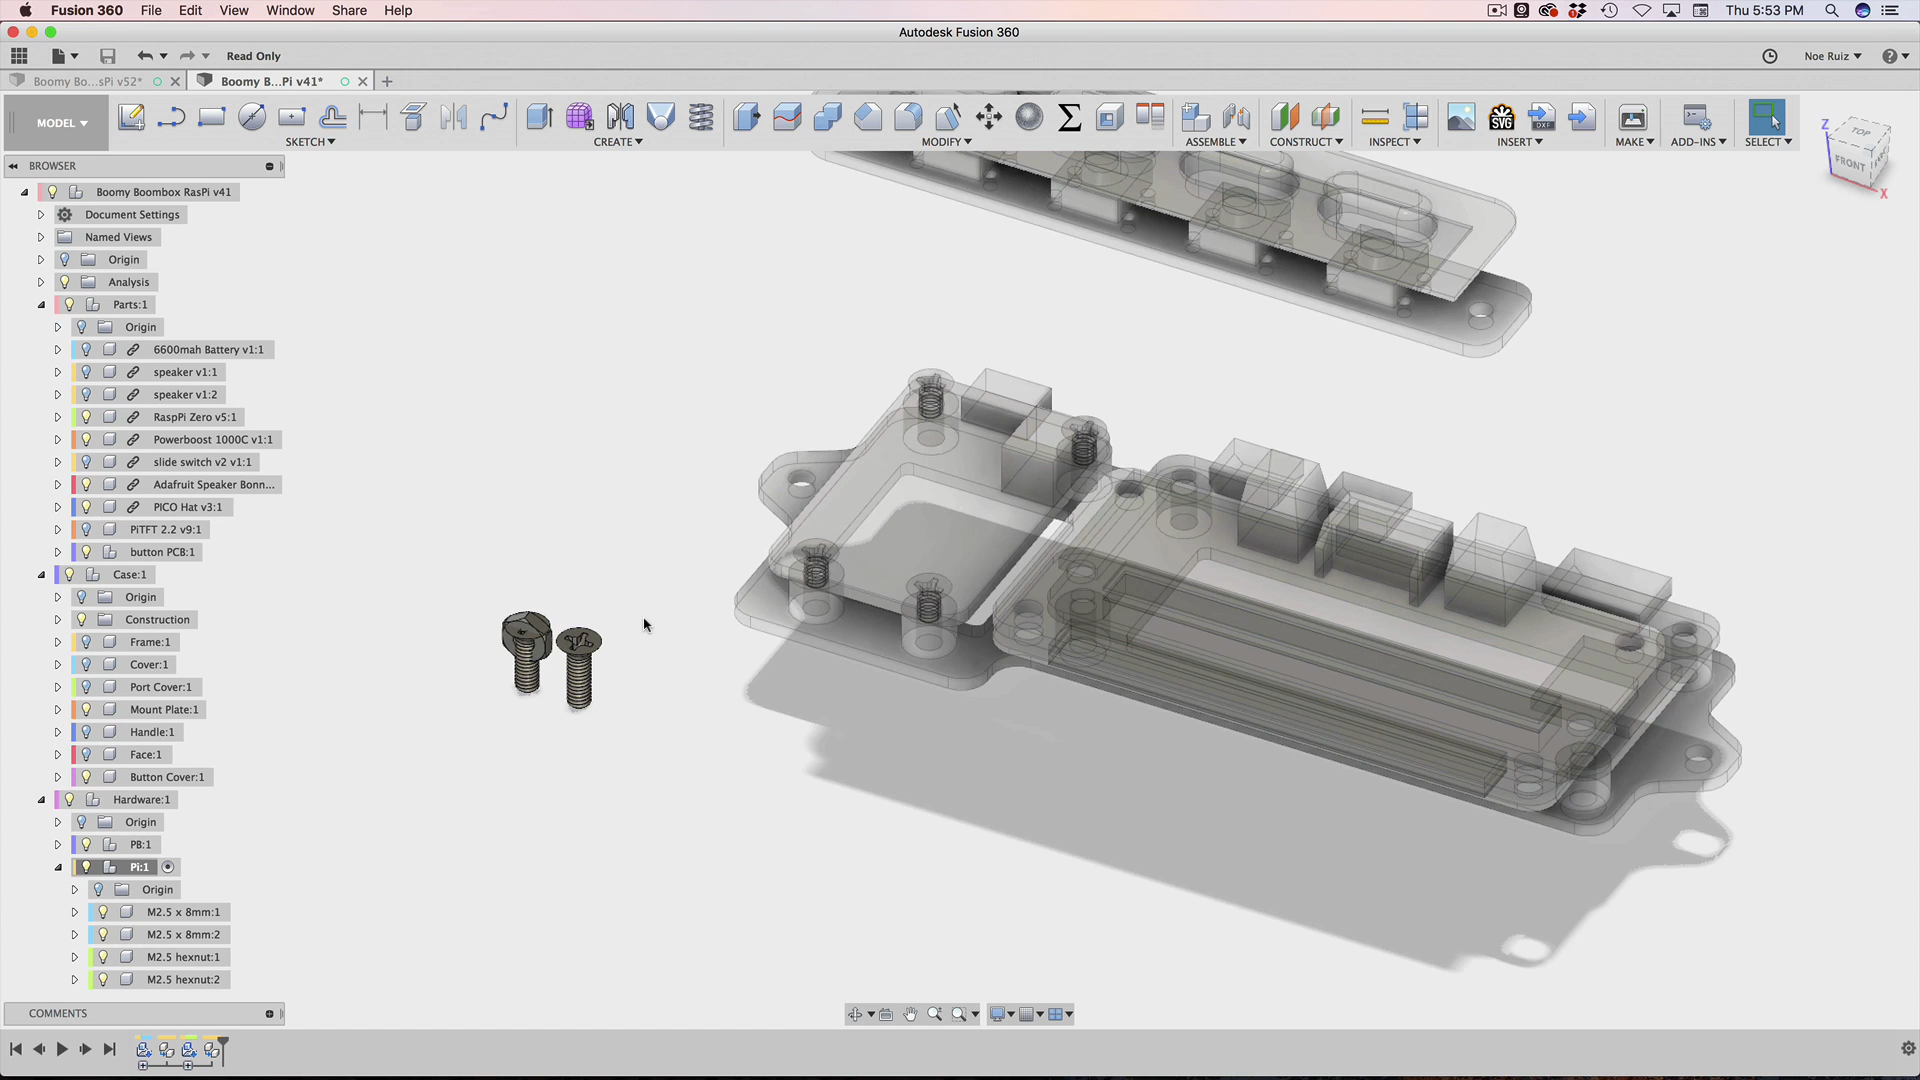 Fusion 360 File Edit View Window Share Help Thu 5:53 PM
Autodesk Fusion 360
Read Only Noe Ruiz
Boomy Bo...sPi v52* Boomy B...Pi v41*
MODEL SKETCH CREATE MODIFY ASSEMBLE CONSTRUCT INSPECT INSERT MAKE ADD-INS SELECT
SVG
DXF
Z TOP
FRONT
X
BROWSER
Boomy Boombox RasPi v41
Document Settings
Named Views
Origin
Analysis
Parts:1
Origin
6600mah Battery v1:1
speaker v1:1
speaker v1:2
RaspPi Zero v5:1
Powerboost 1000C v1:1
slide switch v2 v1:1
Adafruit Speaker Bonn...
PICO Hat v3:1
PiTFT 2.2 v9:1
button PCB:1
Case:1
Origin
Construction
Frame:1
Cover:1
Port Cover:1
Mount Plate:1
Handle:1
Face:1
Button Cover:1
Hardware:1
Origin
PB:1
Pi:1
Origin
M2.5 x 8mm:1
M2.5 x 8mm:2
M2.5 hexnut:1
M2.5 hexnut:2
COMMENTS